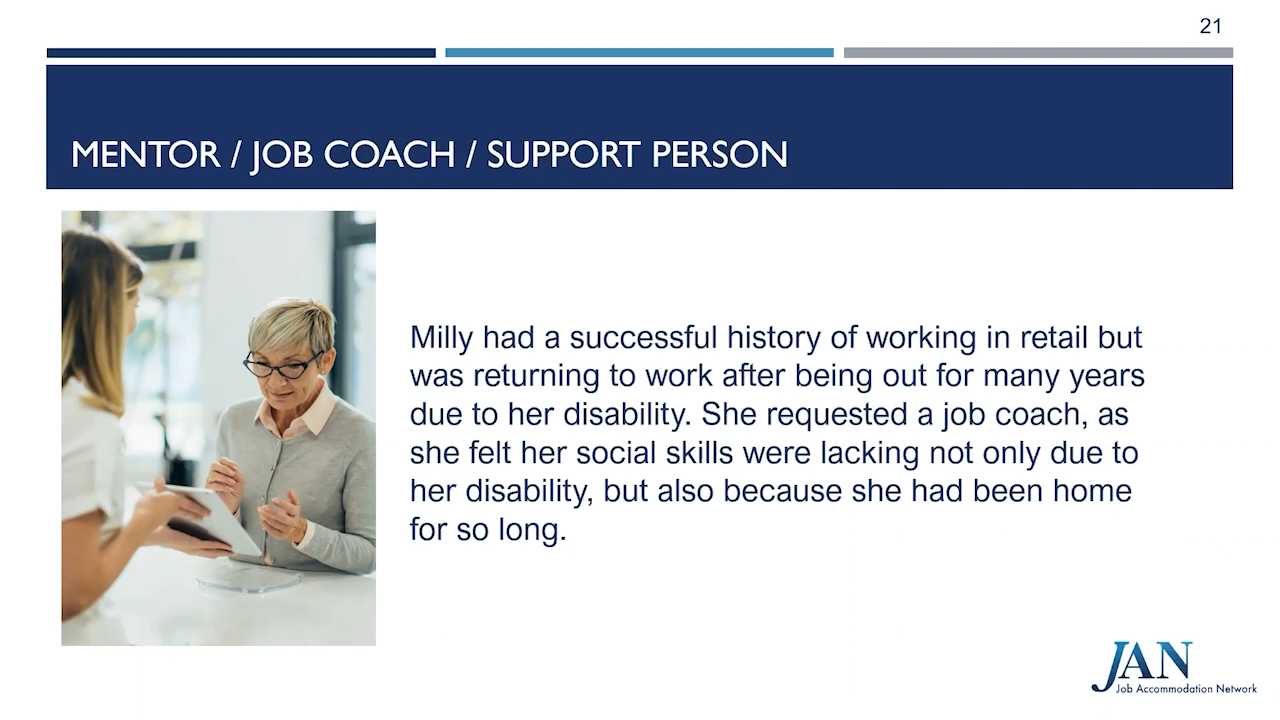 21
MENTOR / JOB COACH / SUPPORT PERSON
Milly had a successful history of working in retail but
was returning to work after being out for many years
due to her disability. She requested a job coach, as
she felt her social skills were lacking not only due to
her disability, but also because she had been home
for so long.
JAN
Job Accommodation Network